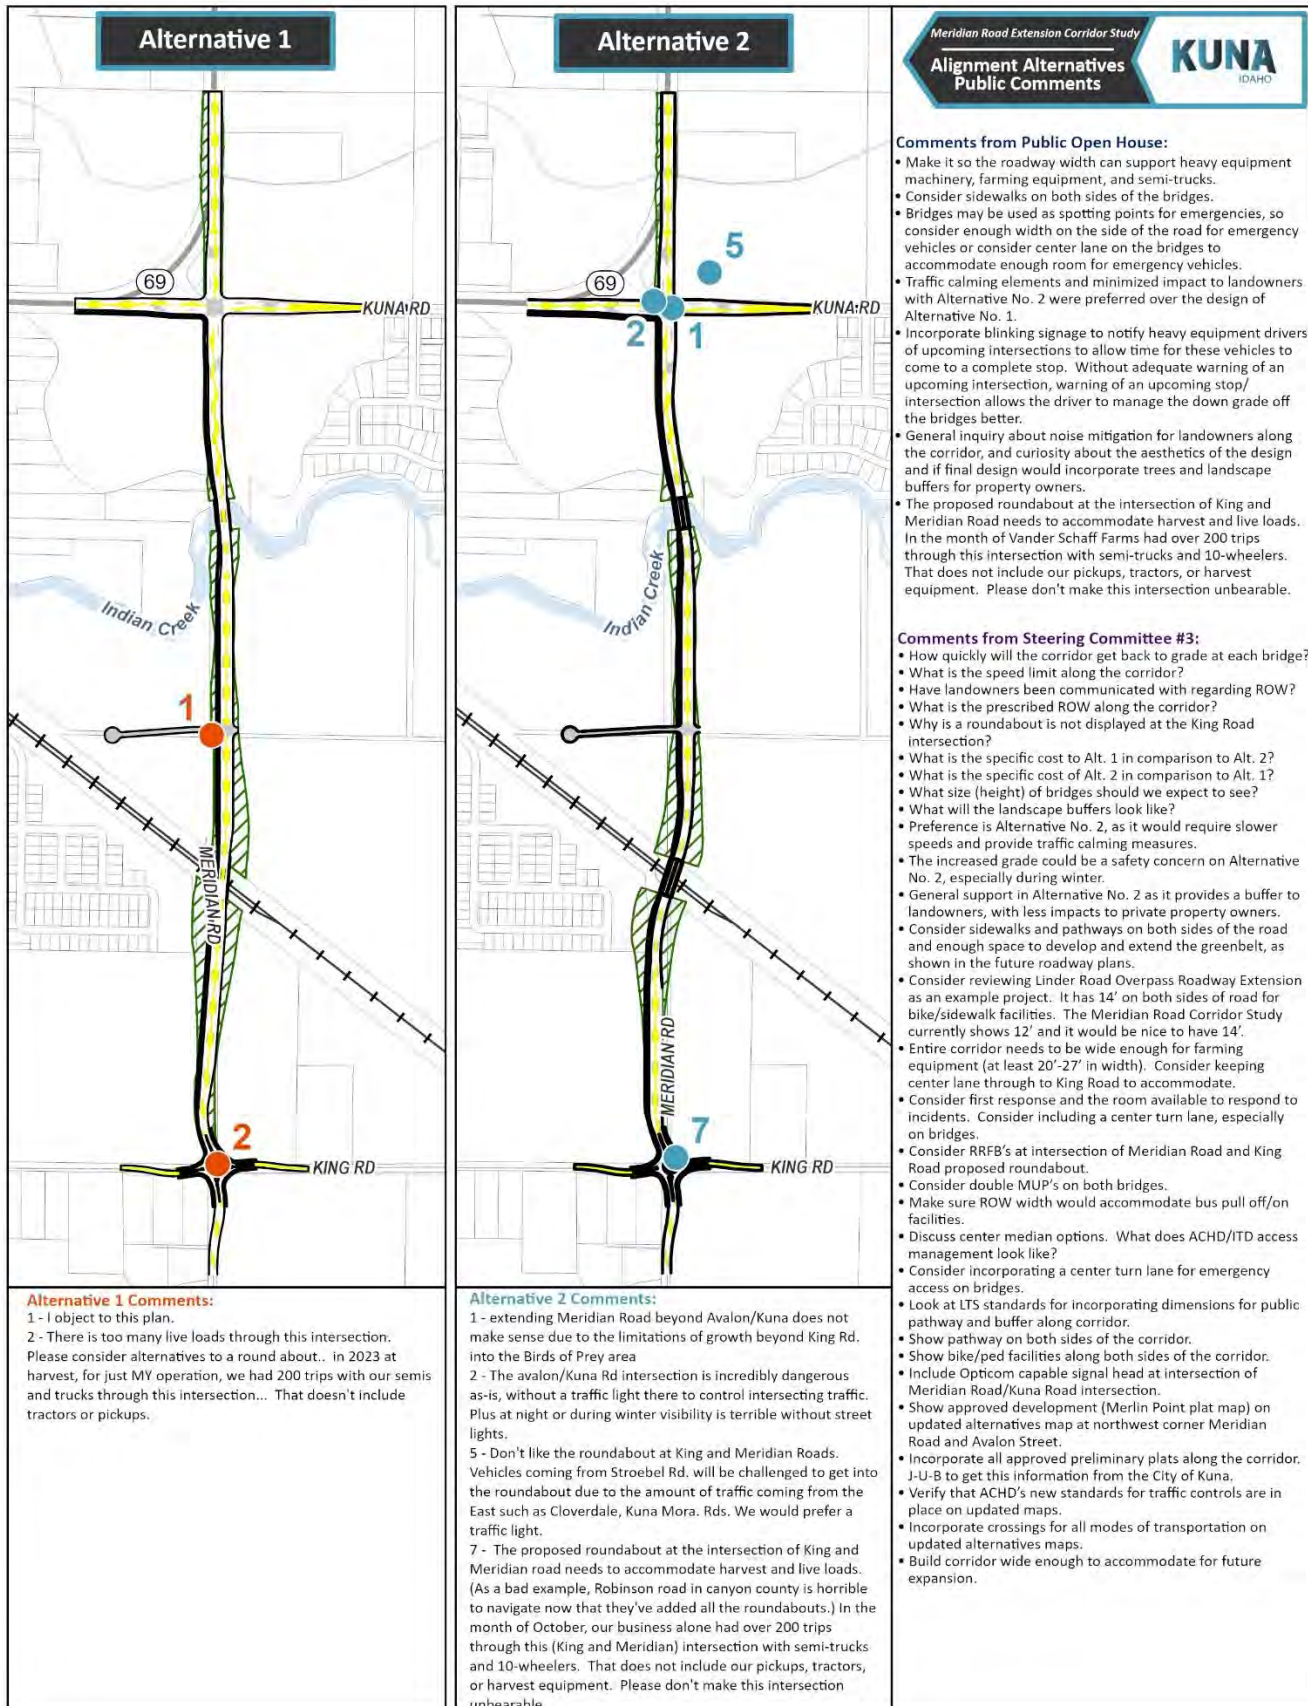 Alternative 1
69
KUNA RD
Indian Creek
1
MERIDIAN RD
2
KING RD
Alternative 1 Comments:
1 - I object to this plan.
2 - There is too many live loads through this intersection.
Please consider alternatives to a round about.. in 2023 at
harvest, for just MY operation, we had 200 trips with our semis
and trucks through this intersection... That doesn't include
tractors or pickups.
Alternative 2
5
69
KUNA RD
2
1
Indian Creek
MERIDIAN RD
7
KING RD
Alternative 2 Comments:
1 - extending Meridian Road beyond Avalon/Kuna does not
make sense due to the limitations of growth beyond King Rd.
into the Birds of Prey area
2 - The avalon/Kuna Rd intersection is incredibly dangerous
as-is, without a traffic light there to control intersecting traffic.
Plus at night or during winter visibility is terrible without street
lights.
5 - Don't like the roundabout at King and Meridian Roads.
Vehicles coming from Stroebel Rd. will be challenged to get into
the roundabout due to the amount of traffic coming from the
East such as Cloverdale, Kuna Mora. Rds. We would prefer a
traffic light.
7 - The proposed roundabout at the intersection of King and
Meridian road needs to accommodate harvest and live loads.
(As a bad example, Robinson road in canyon county is horrible
to navigate now that they've added all the roundabouts.) In the
month of October, our business alone had over 200 trips
through this (King and Meridian) intersection with semi-trucks
and 10-wheelers. That does not include our pickups, tractors,
or harvest equipment. Please don't make this intersection
unbearable.
Meridian Road Extension Corridor Study
Alignment Alternatives
Public Comments
KUNA
IDAHO
Comments from Public Open House:
• Make it so the roadway width can support heavy equipment
machinery, farming equipment, and semi-trucks.
• Consider sidewalks on both sides of the bridges.
• Bridges may be used as spotting points for emergencies, so
consider enough width on the side of the road for emergency
vehicles or consider center lane on the bridges to
accommodate enough room for emergency vehicles.
• Traffic calming elements and minimized impact to landowners
with Alternative No. 2 were preferred over the design of
Alternative No. 1.
• Incorporate blinking signage to notify heavy equipment drivers
of upcoming intersections to allow time for these vehicles to
come to a complete stop. Without adequate warning of an
upcoming intersection, warning of an upcoming stop/
intersection allows the driver to manage the down grade off
the bridges better.
• General inquiry about noise mitigation for landowners along
the corridor, and curiosity about the aesthetics of the design
and if final design would incorporate trees and landscape
buffers for property owners.
• The proposed roundabout at the intersection of King and
Meridian Road needs to accommodate harvest and live loads.
In the month of Vander Schaff Farms had over 200 trips
through this intersection with semi-trucks and 10-wheelers.
That does not include our pickups, tractors, or harvest
equipment. Please don't make this intersection unbearable.
Comments from Steering Committee #3:
• How quickly will the corridor get back to grade at each bridge?
• What is the speed limit along the corridor?
• Have landowners been communicated with regarding ROW?
• What is the prescribed ROW along the corridor?
• Why is a roundabout is not displayed at the King Road
intersection?
• What is the specific cost to Alt. 1 in comparison to Alt. 2?
• What is the specific cost of Alt. 2 in comparison to Alt. 1?
• What size (height) of bridges should we expect to see?
• What will the landscape buffers look like?
• Preference is Alternative No. 2, as it would require slower
speeds and provide traffic calming measures.
• The increased grade could be a safety concern on Alternative
No. 2, especially during winter.
• General support in Alternative No. 2 as it provides a buffer to
landowners, with less impacts to private property owners.
• Consider sidewalks and pathways on both sides of the road
and enough space to develop and extend the greenbelt, as
shown in the future roadway plans.
• Consider reviewing Linder Road Overpass Roadway Extension
as an example project. It has 14' on both sides of road for
bike/sidewalk facilities. The Meridian Road Corridor Study
currently shows 12' and it would be nice to have 14'.
• Entire corridor needs to be wide enough for farming
equipment (at least 20'-27' in width). Consider keeping
center lane through to King Road to accommodate.
• Consider first response and the room available to respond to
incidents. Consider including a center turn lane, especially
on bridges.
• Consider RRFB's at intersection of Meridian Road and King
Road proposed roundabout.
• Consider double MUP's on both bridges.
• Make sure ROW width would accommodate bus pull off/on
facilities.
• Discuss center median options. What does ACHD/ITD access
management look like?
• Consider incorporating a center turn lane for emergency
access on bridges.
• Look at LTS standards for incorporating dimensions for public
pathway and buffer along corridor.
• Show pathway on both sides of the corridor.
• Show bike/ped facilities along both sides of the corridor.
• Include Opticom capable signal head at intersection of
Meridian Road/Kuna Road intersection.
• Show approved development (Merlin Point plat map) on
updated alternatives map at northwest corner Meridian
Road and Avalon Street.
• Incorporate all approved preliminary plats along the corridor.
J-U-B to get this information from the City of Kuna.
• Verify that ACHD's new standards for traffic controls are in
place on updated maps.
• Incorporate crossings for all modes of transportation on
updated alternatives maps.
• Build corridor wide enough to accommodate for future
expansion.